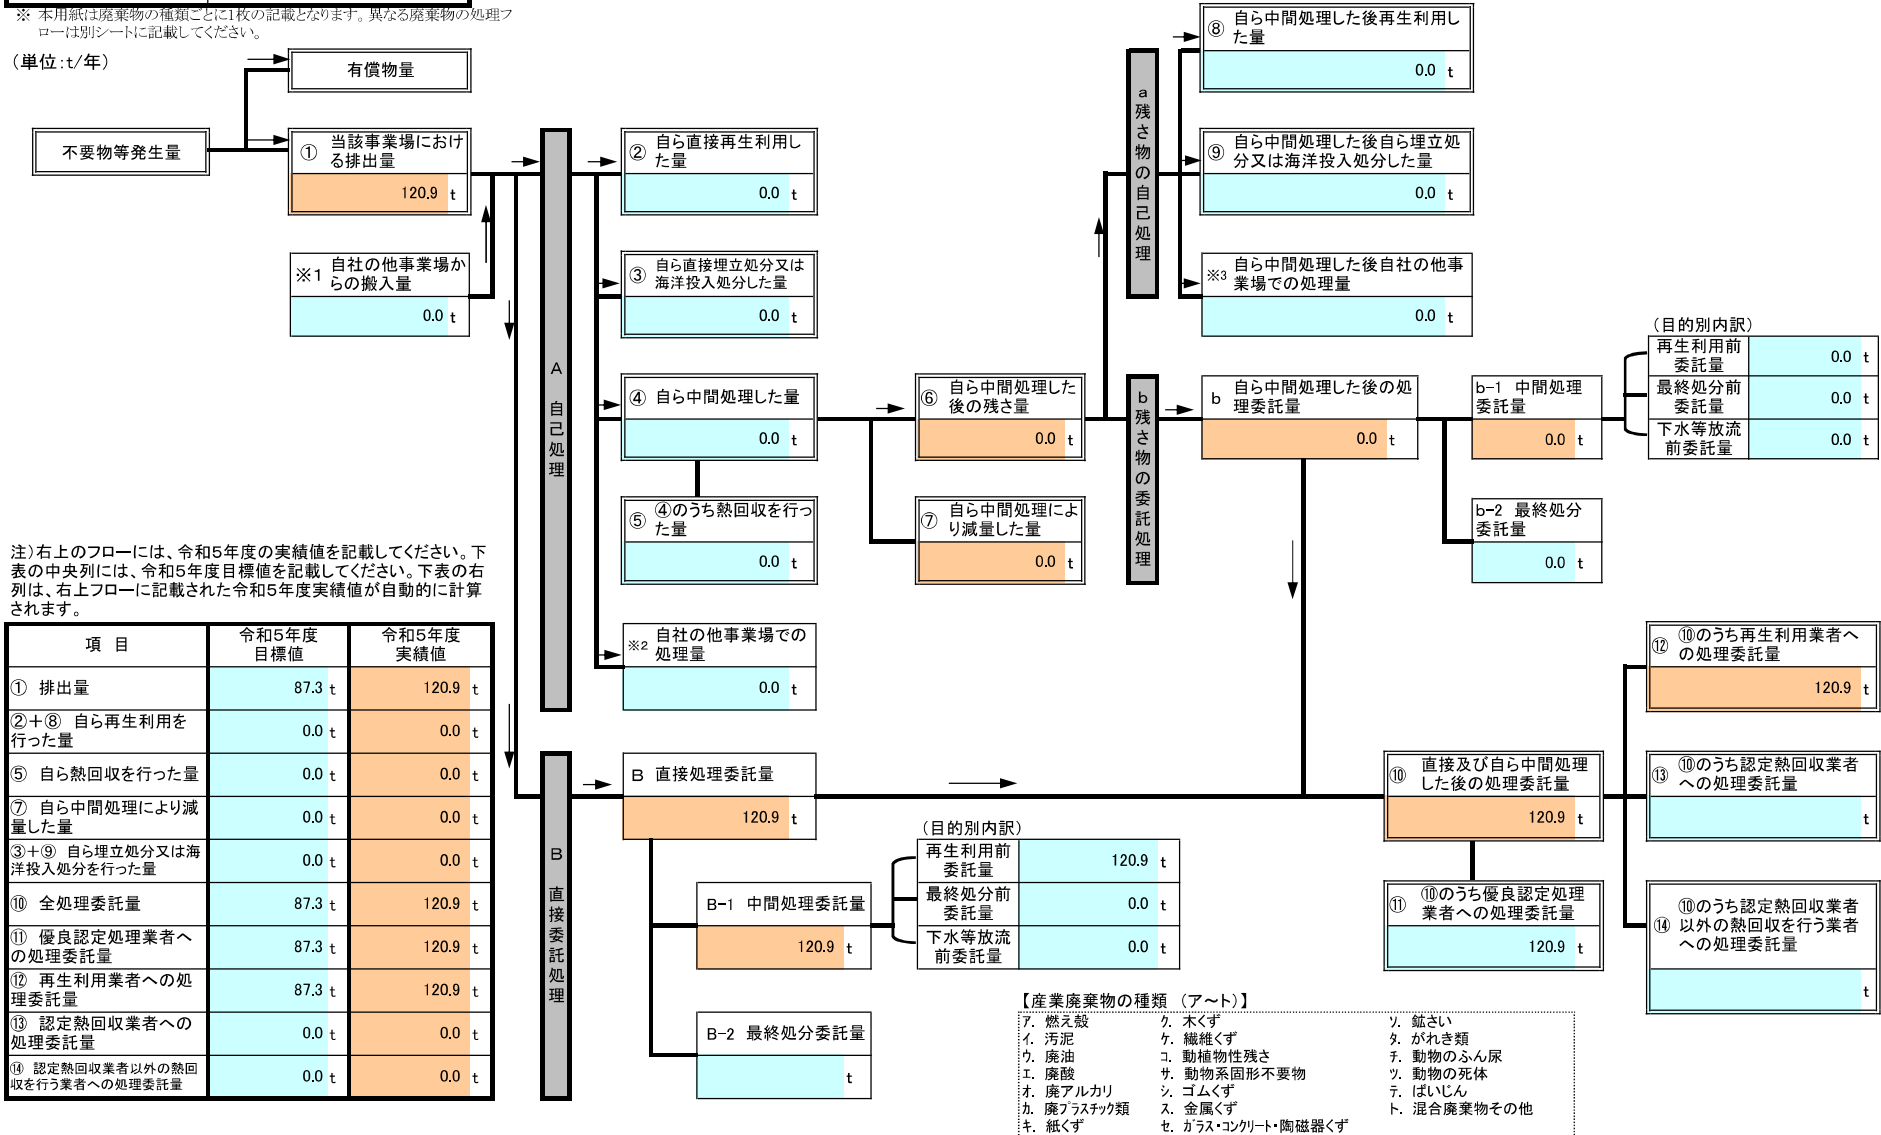 ※ 本用紙は廃棄物の種類ごとに1枚の記載となります。異なる廃棄物の処理フ
ローは別シートに記載してください。
(単位:t/年)
有償物量
不要物等発生量
① 当該事業場におけ
る排出量
120.9 t
※1 自社の他事業場か
らの搬入量
0.0 t
A 自己処理
② 自ら直接再生利用し
た量
0.0 t
③ 自ら直接埋立処分又は
海洋投入処分した量
0.0 t
④ 自ら中間処理した量
0.0 t
⑤ ④のうち熱回収を行っ
た量
0.0 t
※2 自社の他事業場での
処理量
0.0 t
⑥ 自ら中間処理した
後の残さ量
0.0 t
⑦ 自ら中間処理によ
り減量した量
0.0 t
a 残さ物の自己処理
⑧ 自ら中間処理した後再生利用し
た量
0.0 t
⑨ 自ら中間処理した後自ら埋立処
分又は海洋投入処分した量
0.0 t
※3 自ら中間処理した後自社の他事
業場での処理量
0.0 t
b 残さ物の委託処理
b 自ら中間処理した後の処
理委託量
0.0 t
b-1 中間処理
委託量
0.0 t
b-2 最終処分
委託量
0.0 t
(目的別内訳)
再生利用前
委託量 0.0 t
最終処分前
委託量 0.0 t
下水等放流
前委託量 0.0 t
注)右上のフローには、令和5年度の実績値を記載してください。下
表の中央列には、令和5年度目標値を記載してください。下表の右
列は、右上フローに記載された令和5年度実績値が自動的に計算
されます。
項 目 令和5年度
目標値 令和5年度
実績値
① 排出量 87.3 t 120.9 t
②+⑧ 自ら再生利用を
行った量 0.0 t 0.0 t
⑤ 自ら熱回収を行った量 0.0 t 0.0 t
⑦ 自ら中間処理により減
量した量 0.0 t 0.0 t
③+⑨ 自ら埋立処分又は海
洋投入処分を行った量 0.0 t 0.0 t
⑩ 全処理委託量 87.3 t 120.9 t
⑪ 優良認定処理業者へ
の処理委託量 87.3 t 120.9 t
⑫ 再生利用業者への処
理委託量 87.3 t 120.9 t
⑬ 認定熱回収業者への
処理委託量 0.0 t 0.0 t
⑭ 認定熱回収業者以外の熱回
収を行う業者への処理委託量 0.0 t 0.0 t
B 直接委託処理
B 直接処理委託量
120.9 t
B-1 中間処理委託量
120.9 t
B-2 最終処分委託量
t
(目的別内訳)
再生利用前
委託量 120.9 t
最終処分前
委託量 0.0 t
下水等放流
前委託量 0.0 t
⑩ 直接及び自ら中間処理
した後の処理委託量
120.9 t
⑪ ⑩のうち優良認定処理
業者への処理委託量
120.9 t
⑫ ⑩のうち再生利用業者へ
の処理委託量
120.9 t
⑬ ⑩のうち認定熱回収業者
への処理委託量
t
⑭ ⑩のうち認定熱回収業者
以外の熱回収を行う業者
への処理委託量
t
【産業廃棄物の種類 (ア~ト)】
ア. 燃え殻 ク. 木くず ソ. 鉱さい
イ. 汚泥 ケ. 繊維くず タ. がれき類
ウ. 廃油 コ. 動植物性残さ チ. 動物のふん尿
エ. 廃酸 サ. 動物系固形不要物 ツ. 動物の死体
オ. 廃アルカリ シ. ゴムくず テ. ばいじん
カ. 廃プラスチック類 ス. 金属くず ト. 混合廃棄物その他
キ. 紙くず セ. ガラス・コンクリート・陶磁器くず